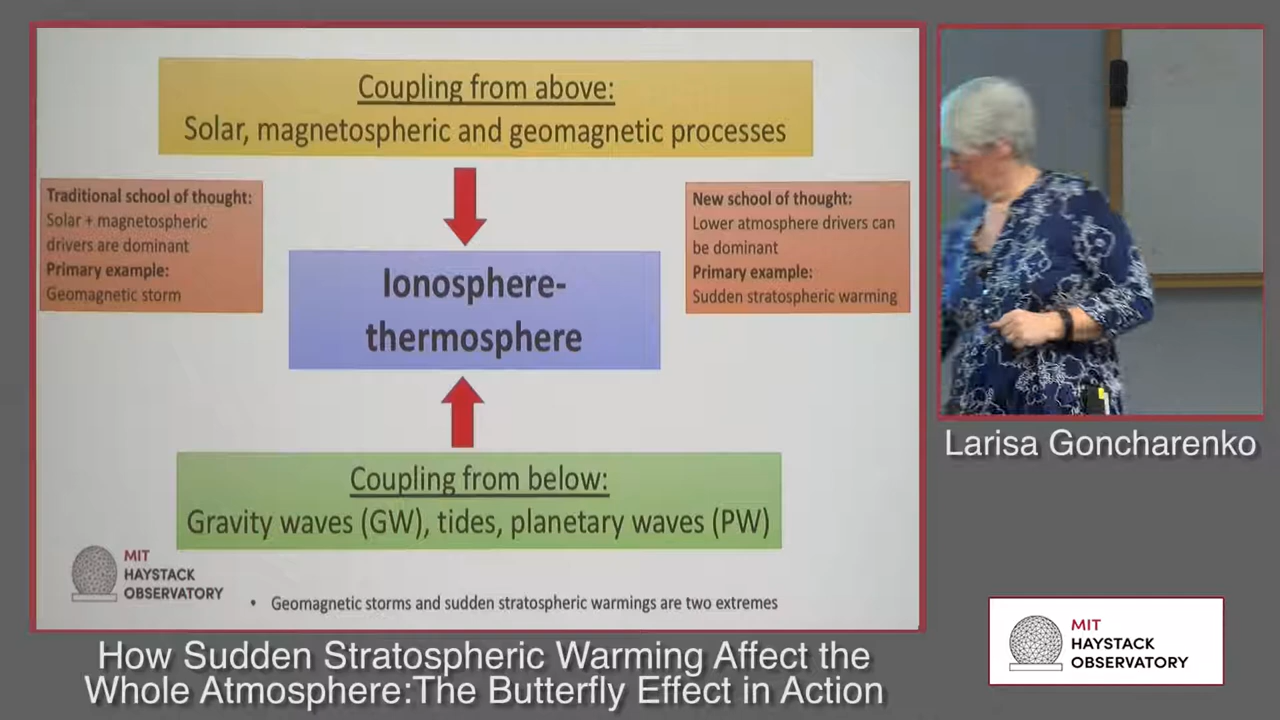 Coupling from above:
Solar, magnetospheric and geomagnetic processes
Traditional school of thought:
Solar + magnetospheric
drivers are dominant
Primary example:
Geomagnetic storm
New school of thought:
Lower atmosphere drivers can
be dominant
Primary example:
Sudden stratospheric warming
Ionosphere-
thermosphere
Coupling from below:
Gravity waves (GW), tides, planetary waves (PW)
MIT
HAYSTACK
OBSERVATORY
• Geomagnetic storms and sudden stratospheric warmings are two extremes
Larisa Goncharenko
How Sudden Stratospheric Warming Affect the
Whole Atmosphere:The Butterfly Effect in Action
MIT
HAYSTACK
OBSERVATORY